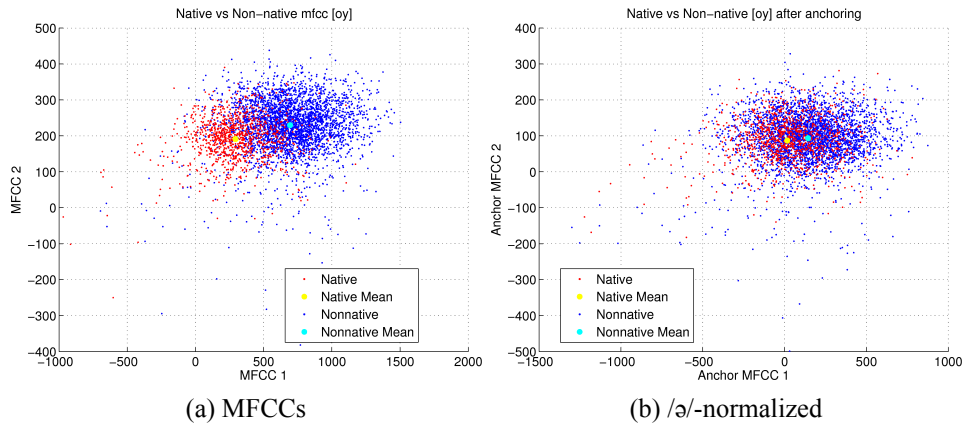 Native vs Non−native mfcc [oy]
500
400
300
200
100
0
−100
−200
−300
−400
MFCC 2
−1000 −500 0 500 1000 1500 2000
MFCC 1
Native
Native Mean
Nonnative
Nonnative Mean
(a) MFCCs
Native vs Non−native [oy] after anchoring
400
300
200
100
0
−100
−200
−300
−400
−500
Anchor MFCC 2
−1500 −1000 −500 0 500 1000
Anchor MFCC 1
Native
Native Mean
Nonnative
Nonnative Mean
(b) /ə/-normalized